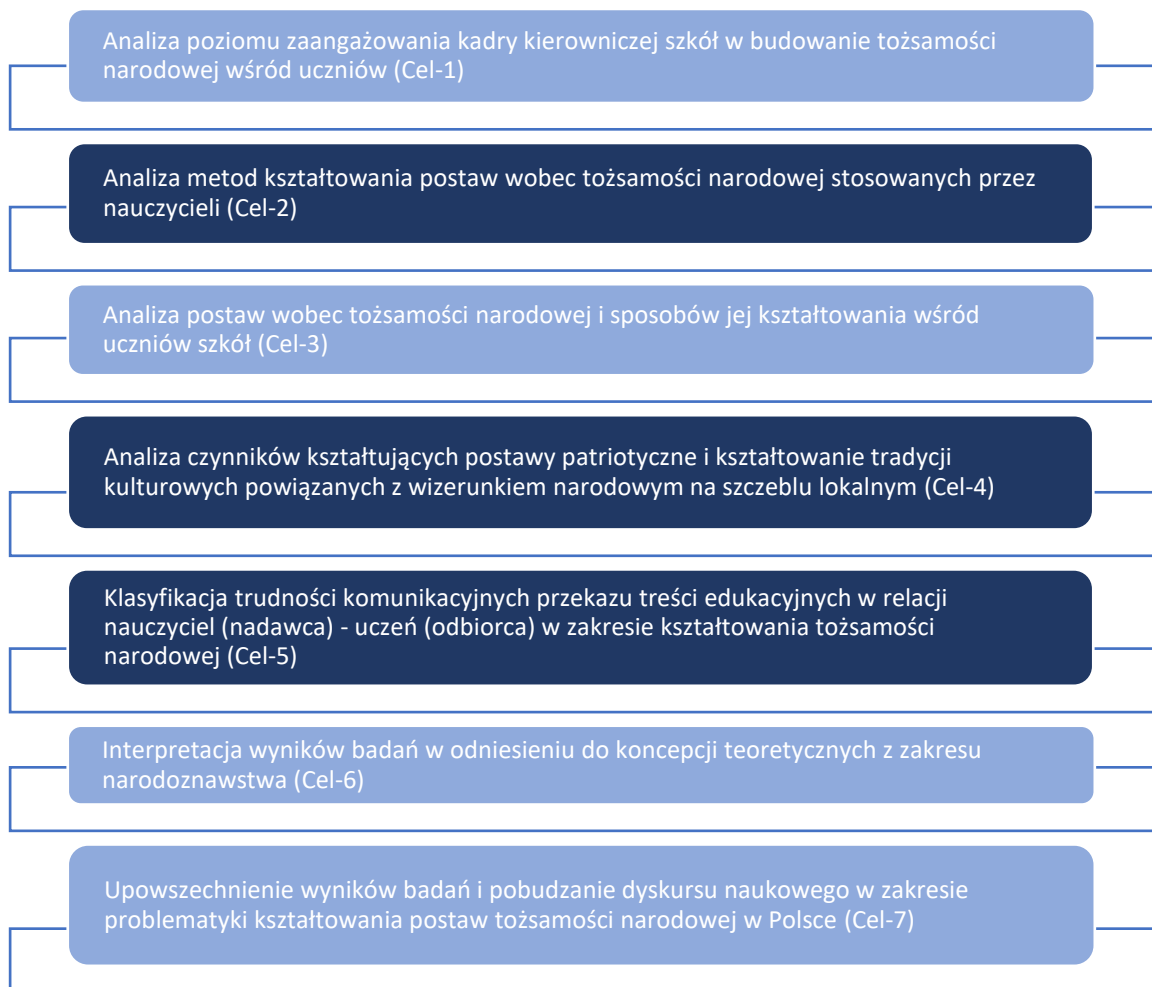 Analiza poziomu zaangażowania kadry kierowniczej szkół w budowanie tożsamości
narodowej wśród uczniów (Cel-1)
Analiza metod kształtowania postaw wobec tożsamości narodowej stosowanych przez
nauczycieli (Cel-2)
Analiza postaw wobec tożsamości narodowej i sposobów jej kształtowania wśród
uczniów szkół (Cel-3)
Analiza czynników kształtujących postawy patriotyczne i kształtowanie tradycji
kulturowych powiązanych z wizerunkiem narodowym na szczeblu lokalnym (Cel-4)
Klasyfikacja trudności komunikacyjnych przekazu treści edukacyjnych w relacji
nauczyciel (nadawca) - uczeń (odbiorca) w zakresie kształtowania tożsamości
narodowej (Cel-5)
Interpretacja wyników badań w odniesieniu do koncepcji teoretycznych z zakresu
narodoznawstwa (Cel-6)
Upowszechnienie wyników badań i pobudzanie dyskursu naukowego w zakresie
problematyki kształtowania postaw tożsamości narodowej w Polsce (Cel-7)